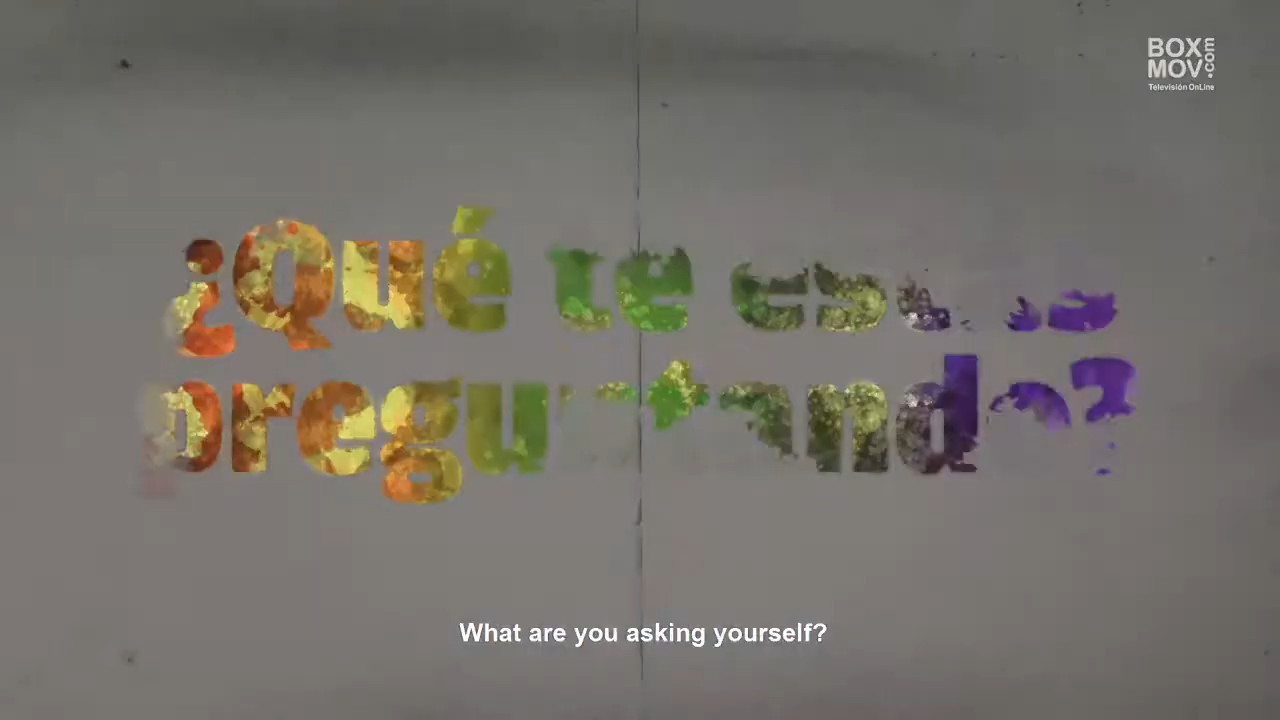 BOX
MOV.com
Televisión OnLine
¿Qué te estás
preguntando?
What are you asking yourself?